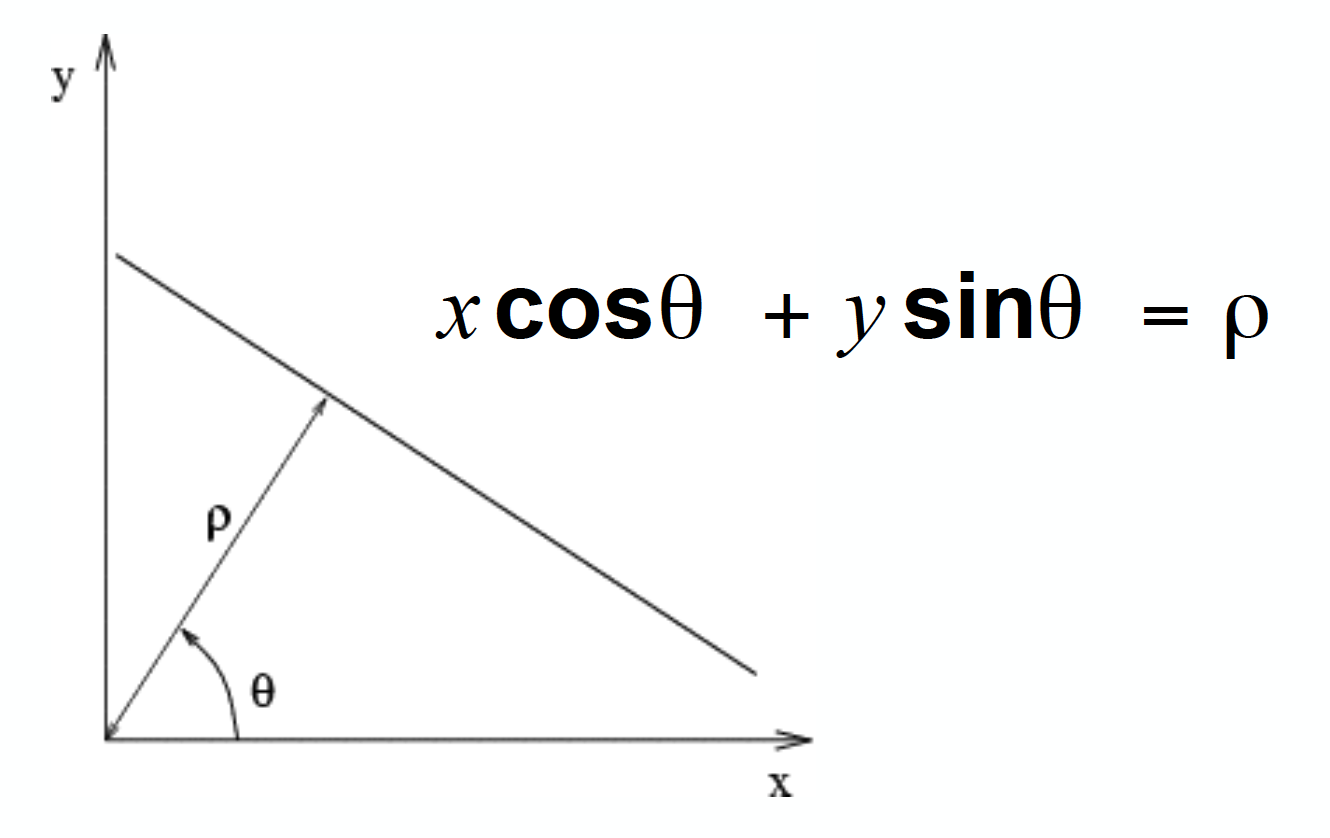 y
x cosθ + y sinθ = ρ
ρ
θ
x